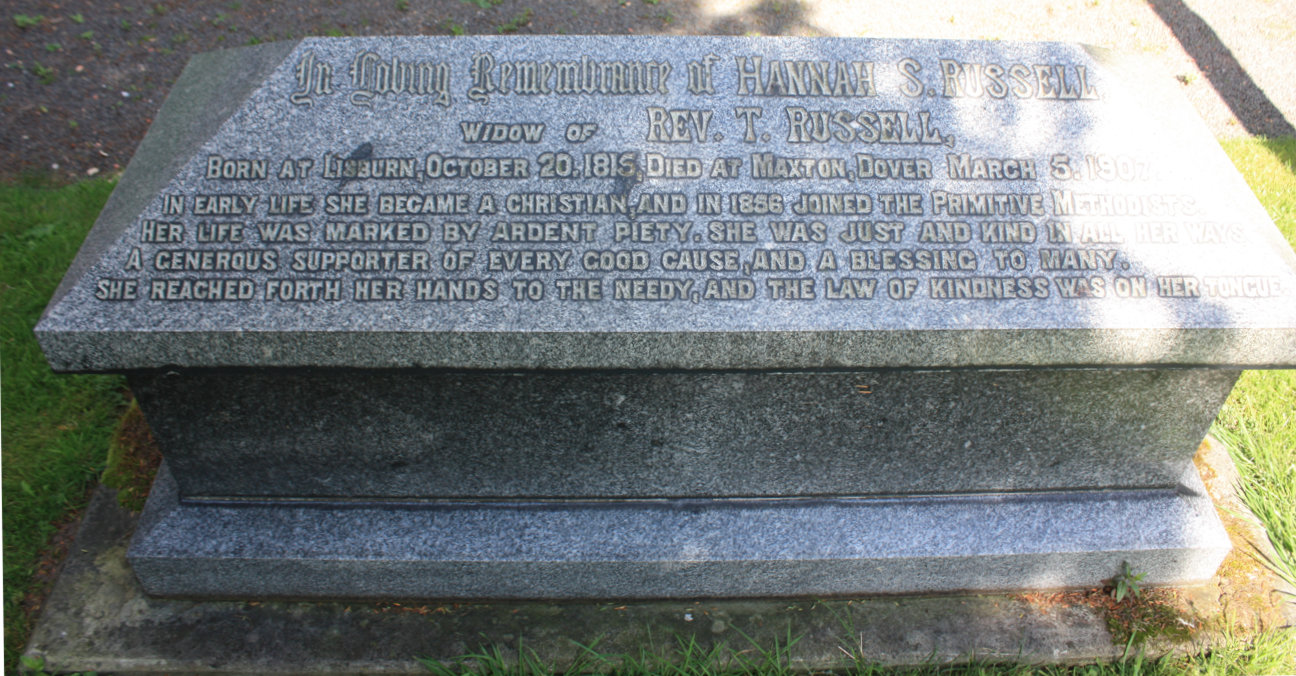 In Loving Remembrance of HANNAH S. RUSSELL
WIDOW OF REV. T. RUSSELL,
BORN AT LISBURN, OCTOBER 20. 1815, DIED AT MAXTON, DOVER MARCH 5. 1907.
IN EARLY LIFE SHE BECAME A CHRISTIAN, AND IN 1856 JOINED THE PRIMITIVE METHODISTS.
HER LIFE WAS MARKED BY ARDENT PIETY. SHE WAS JUST AND KIND IN ALL HER WAYS.
A GENEROUS SUPPORTER OF EVERY GOOD CAUSE, AND A BLESSING TO MANY.
SHE REACHED FORTH HER HANDS TO THE NEEDY, AND THE LAW OF KINDNESS WAS ON HER TONGUE.